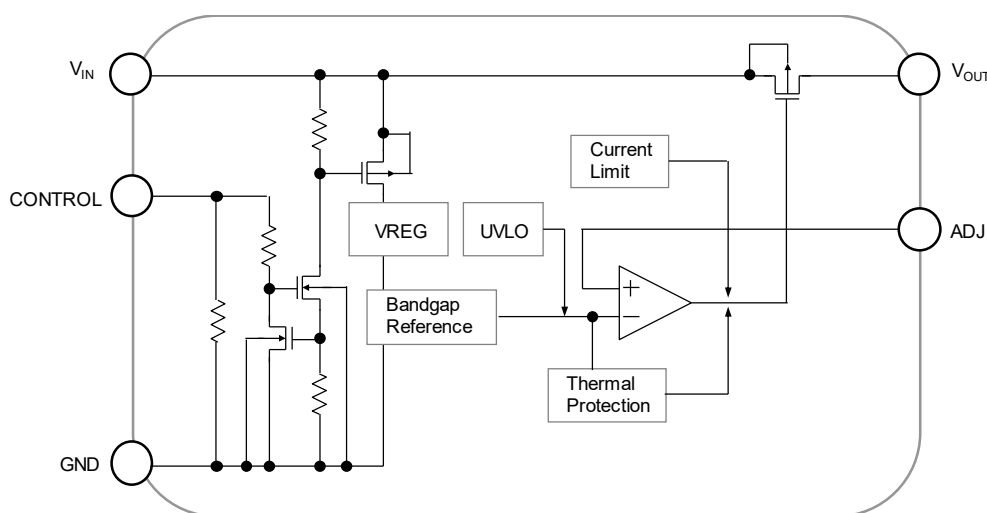 VIN
VOUT
Current
Limit
CONTROL
VREG
UVLO
ADJ
Bandgap
Reference
+
−
Thermal
Protection
GND